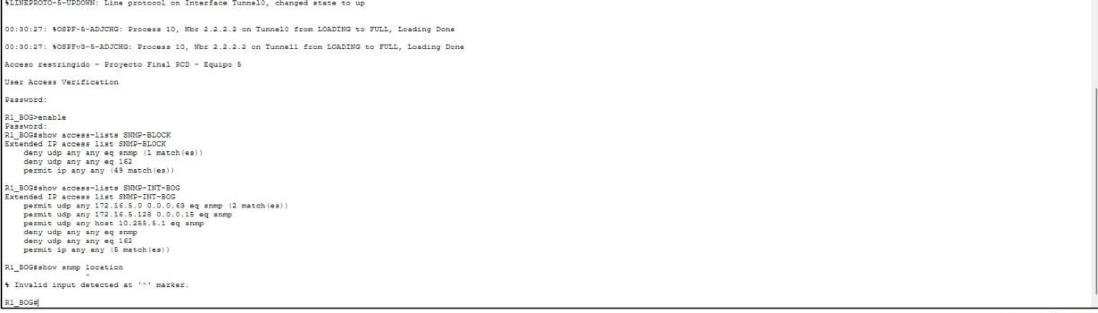 %LINEPROTO-5-UPDOWN: Line protocol on Interface Tunnel0, changed state to up
00:30:27: %OSPF-5-ADJCHG: Process 10, Nbr 2.2.2.2 on Tunnel0 from LOADING to FULL, Loading Done
00:30:27: %OSPFv3-5-ADJCHG: Process 10, Nbr 2.2.2.2 on Tunnel1 from LOADING to FULL, Loading Done
Acceso restringido - Proyecto Final RCD - Equipo 5
User Access Verification
Password:
R1_BOG>enable
Password:
R1_BOG#show access-lists SNMP-BLOCK
Extended IP access list SNMP-BLOCK
deny udp any any eq snmp (1 match(es))
deny udp any any eq 162
permit ip any any (49 match(es))
R1_BOG#show access-lists SNMP-INT-BOG
Extended IP access list SNMP-INT-BOG
permit udp any 172.16.5.0 0.0.0.63 eq snmp (2 match(es))
permit udp any 172.16.5.128 0.0.0.15 eq snmp
permit udp any host 10.255.5.1 eq snmp
deny udp any any eq snmp
deny udp any any eq 162
permit ip any any (5 match(es))
R1_BOG#show snmp location
^
% Invalid input detected at '^' marker.
R1_BOG#